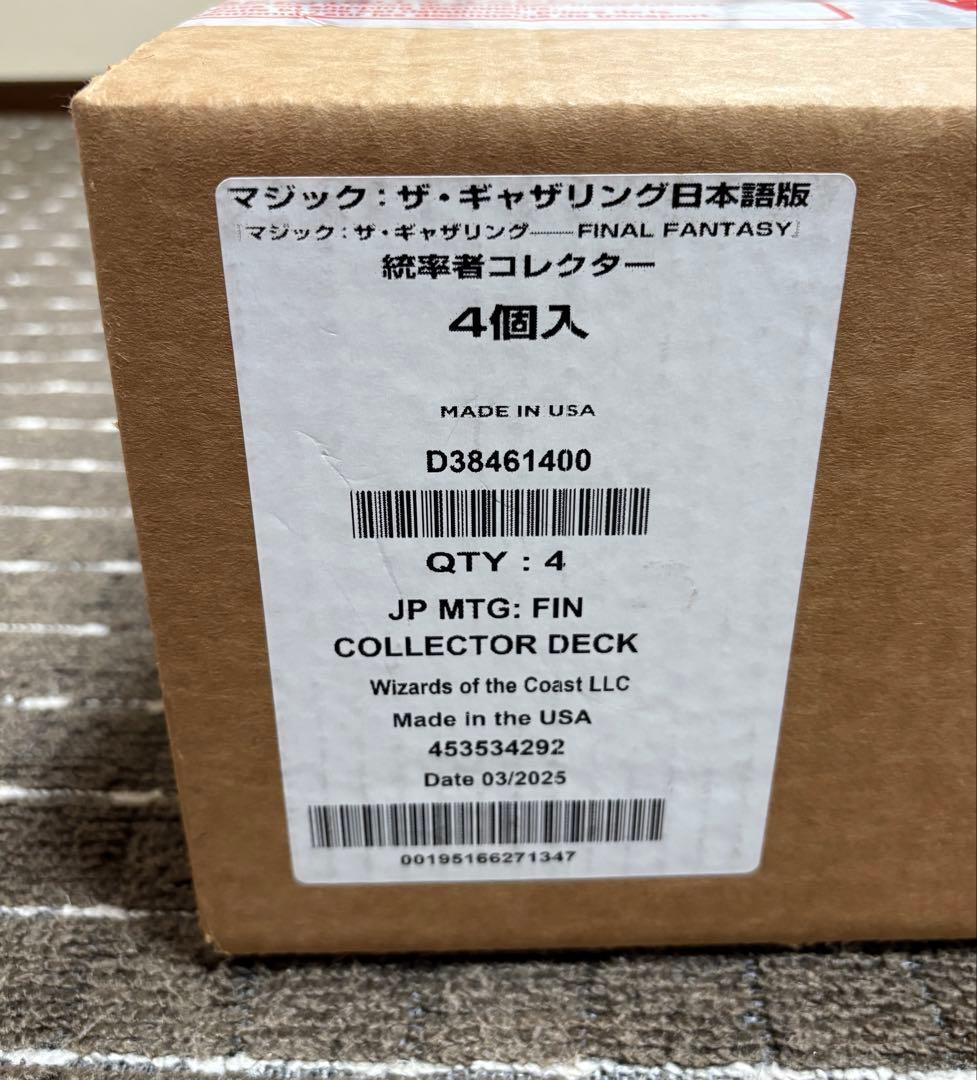 マジック：ザ・ギャザリング日本語版
『マジック：ザ・ギャザリング——FINAL FANTASY』
統率者コレクター
4個入
MADE IN USA
D38461400
QTY : 4
JP MTG: FIN
COLLECTOR DECK
Wizards of the Coast LLC
Made in the USA
453534292
Date 03/2025
00195166271347